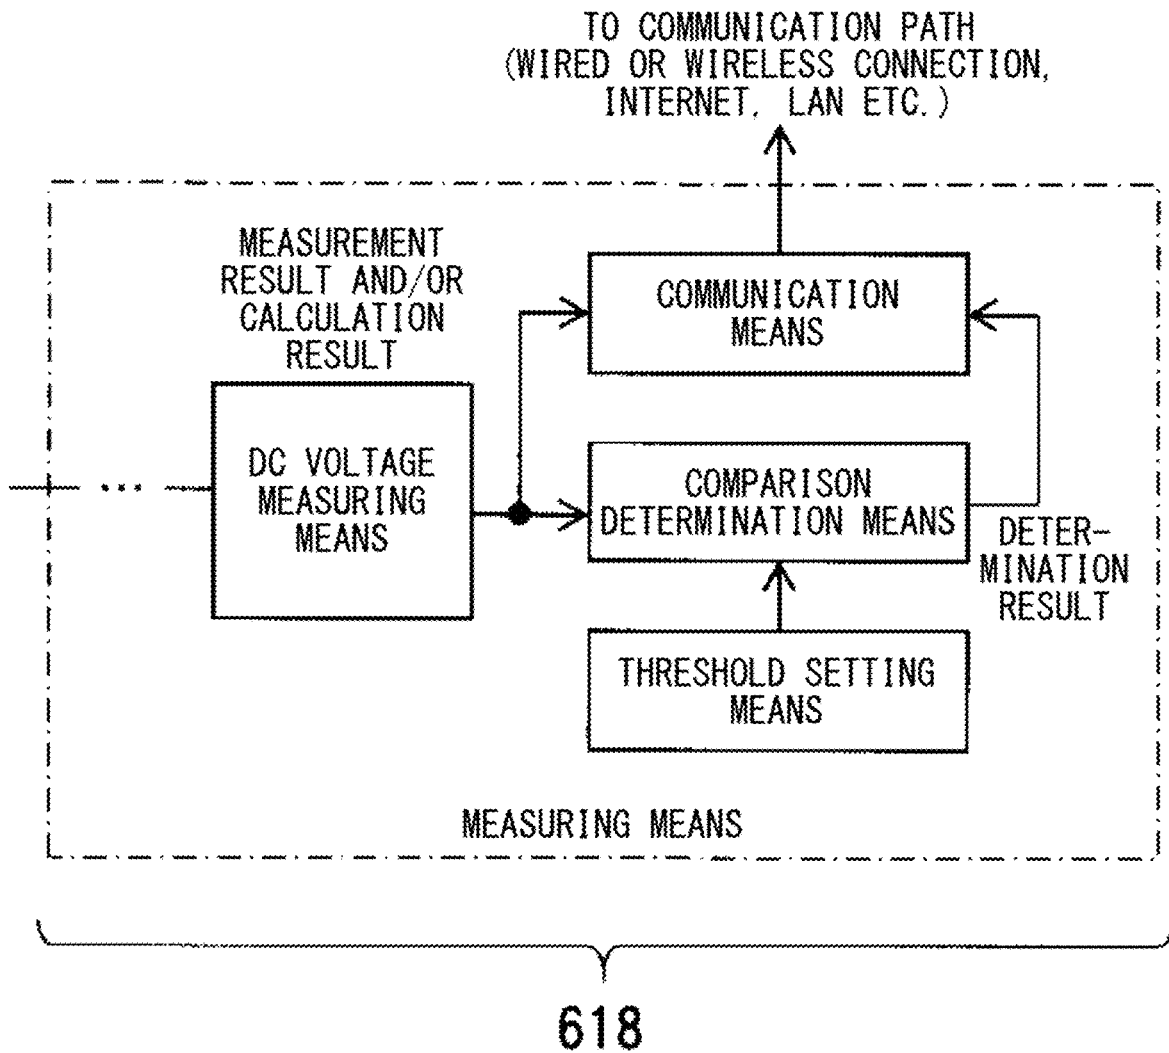 TO COMMUNICATION PATH
(WIRED OR WIRELESS CONNECTION,
INTERNET, LAN ETC.)
MEASUREMENT
RESULT AND/OR
CALCULATION
RESULT
COMMUNICATION
MEANS
DC VOLTAGE
MEASURING
MEANS
COMPARISON
DETERMINATION MEANS
DETER-
MINATION
RESULT
THRESHOLD SETTING
MEANS
MEASURING MEANS
618